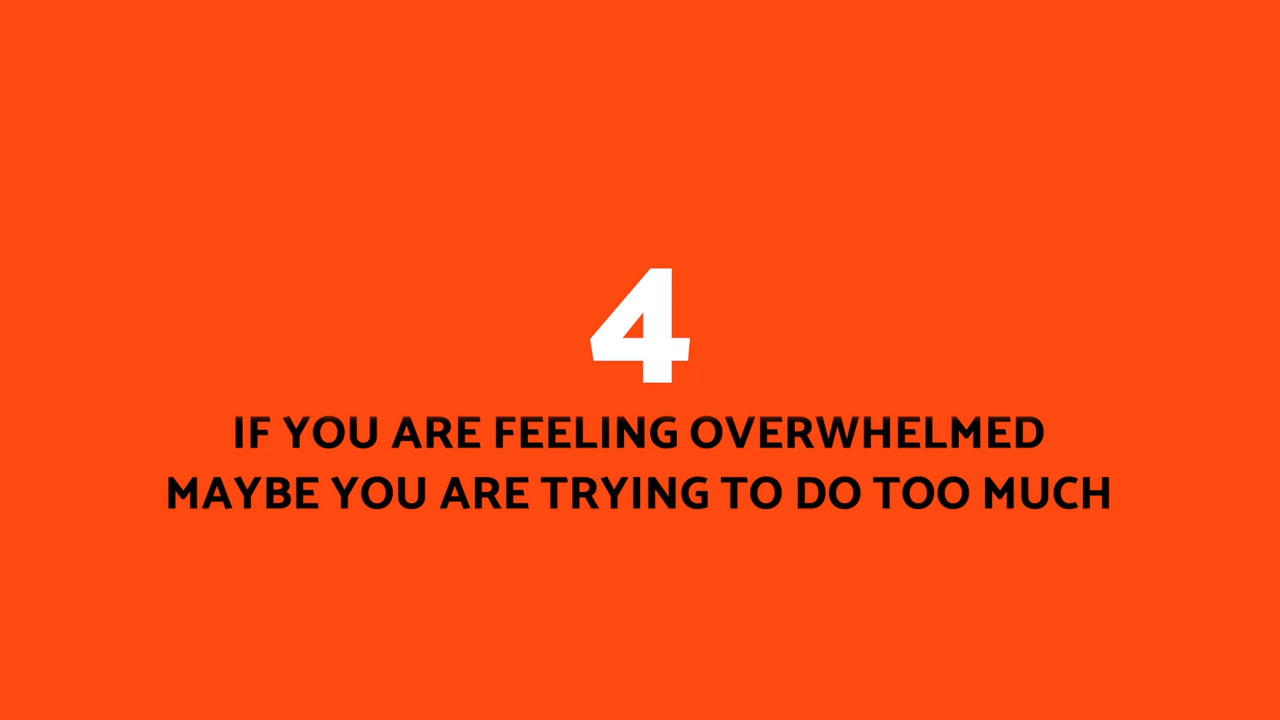 4
IF YOU ARE FEELING OVERWHELMED
MAYBE YOU ARE TRYING TO DO TOO MUCH